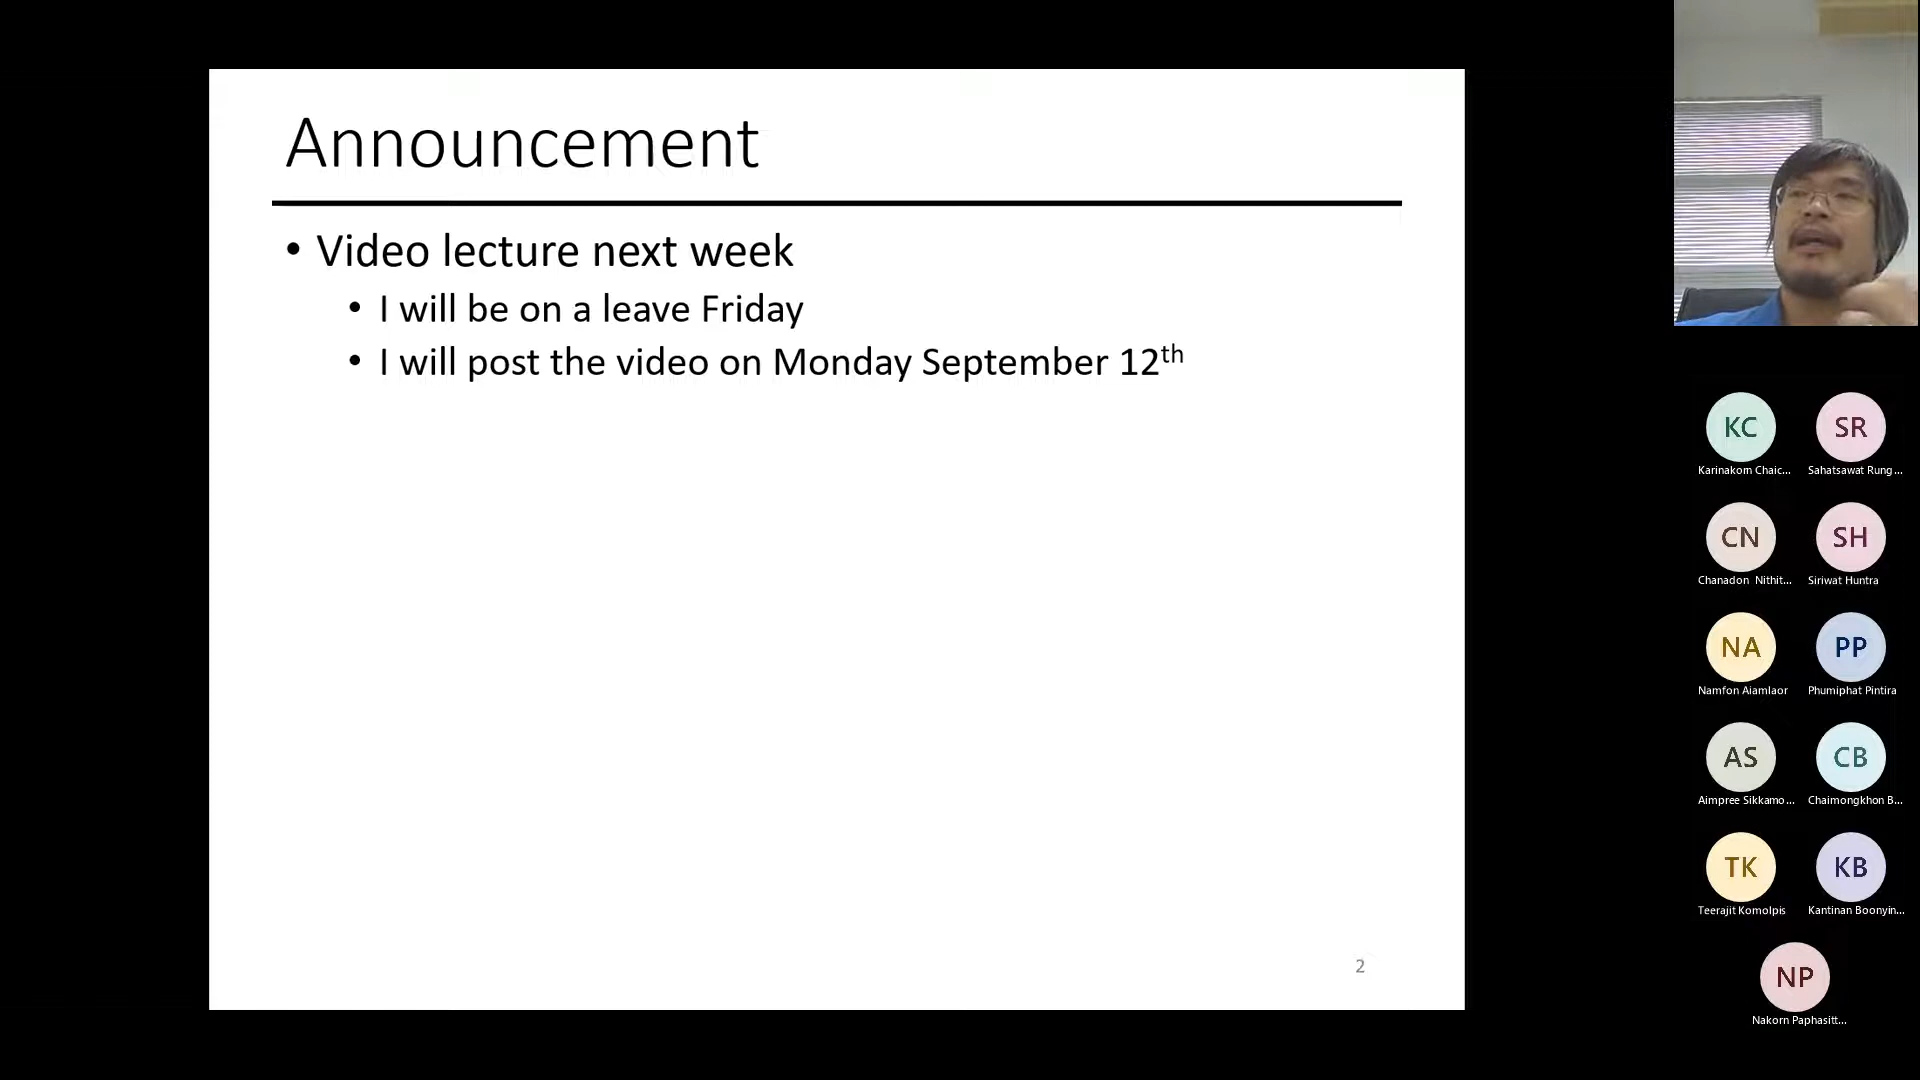 Announcement
• Video lecture next week
• I will be on a leave Friday
• I will post the video on Monday September 12th
2
KC
Karinakorn Chaic...
SR
Sahatsawat Rung...
CN
Chanadon Nithit...
SH
Siriwat Huntra
NA
Namfon Aiamlaor
PP
Phumiphat Pintira
AS
Aimpree Sikkamo...
CB
Chaimongkhon B...
TK
Teerajit Komolpis
KB
Kantinan Boonyin...
NP
Nakorn Paphasitt...